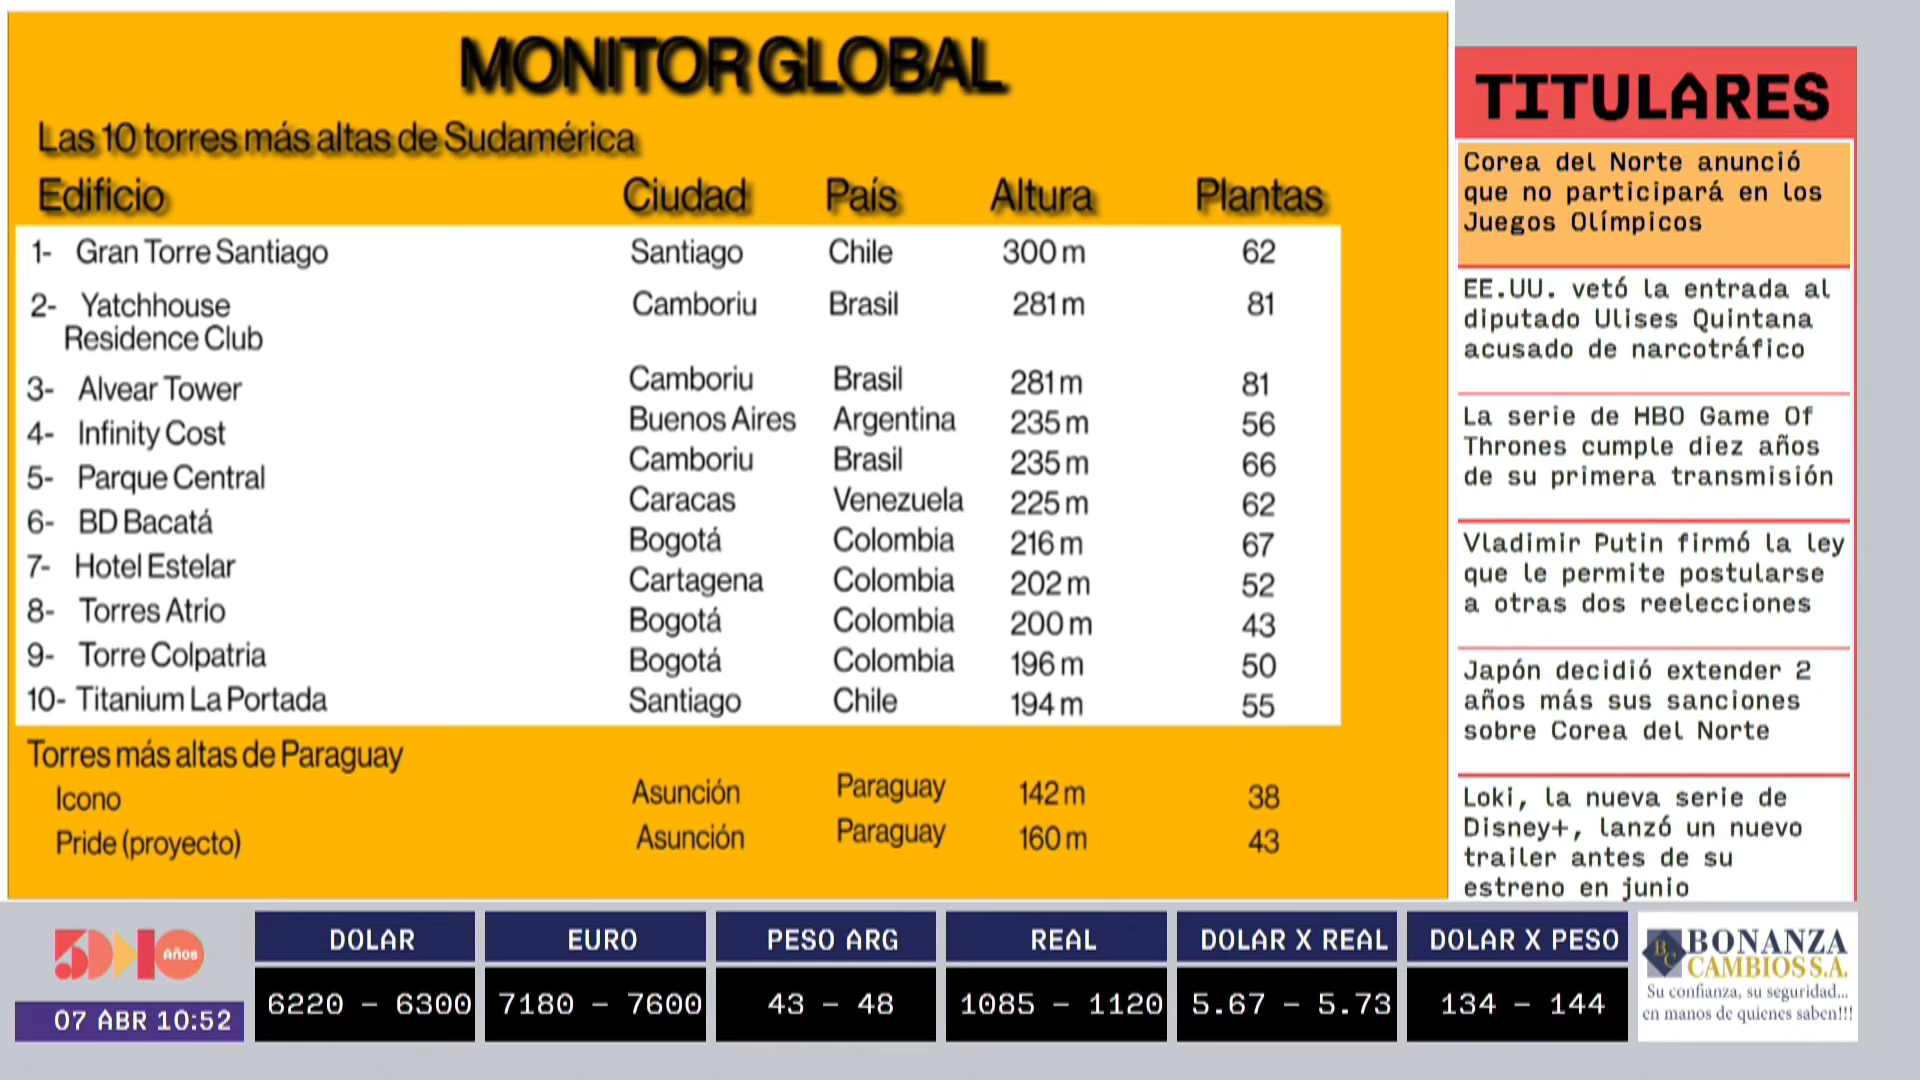 MONITOR GLOBAL
Las 10 torres más altas de Sudamérica
Edificio Ciudad País Altura Plantas
1- Gran Torre Santiago Santiago Chile 300 m 62
2- Yatchhouse Camboriu Brasil 281 m 81
Residence Club
3- Alvear Tower Camboriu Brasil 281 m 81
4- Infinity Cost Buenos Aires Argentina 235 m 56
5- Parque Central Camboriu Brasil 235 m 66
6- BD Bacatá Caracas Venezuela 225 m 62
7- Hotel Estelar Bogotá Colombia 216 m 67
8- Torres Atrio Cartagena Colombia 202 m 52
9- Torre Colpatria Bogotá Colombia 200 m 43
10- Titanium La Portada Bogotá Colombia 196 m 50
Santiago Chile 194 m 55
Torres más altas de Paraguay
Icono Asunción Paraguay 142 m 38
Pride (proyecto) Asunción Paraguay 160 m 43
TITULARES
Corea del Norte anunció
que no participará en los
Juegos Olímpicos
EE.UU. vetó la entrada al
diputado Ulises Quintana
acusado de narcotráfico
La serie de HBO Game Of
Thrones cumple diez años
de su primera transmisión
Vladimir Putin firmó la ley
que le permite postularse
a otras dos reelecciones
Japón decidió extender 2
años más sus sanciones
sobre Corea del Norte
Loki, la nueva serie de
Disney+, lanzó un nuevo
trailer antes de su
estreno en junio
5D10 Años
07 ABR 10:52
DOLAR EURO PESO ARG REAL DOLAR X REAL DOLAR X PESO
6220 - 6300 7180 - 7600 43 - 48 1085 - 1120 5.67 - 5.73 134 - 144
BC BONANZA
CAMBIOS S.A.
Su confianza, su seguridad...
en manos de quienes saben!!!